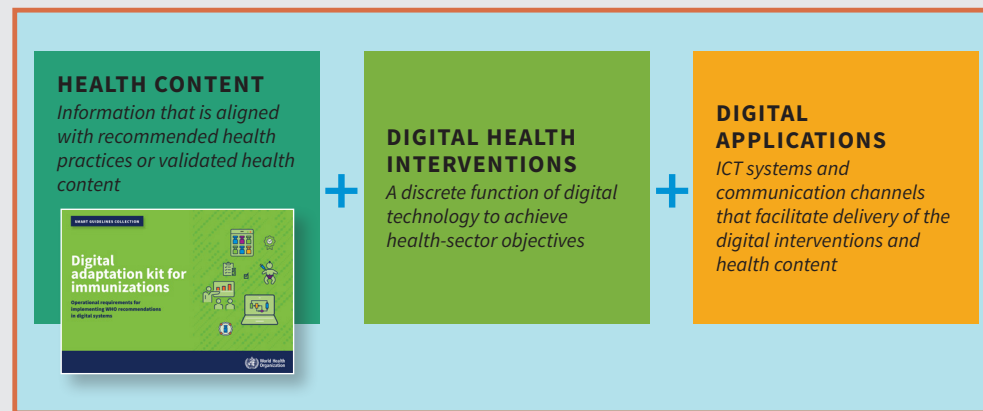 HEALTH CONTENT
Information that is aligned
with recommended health
practices or validated health
content
SMART GUIDELINES COLLECTION
Digital
adaptation kit for
immunizations
Operational requirements for
implementing WHO recommendations
in digital systems
World Health
Organization
+
DIGITAL HEALTH
INTERVENTIONS
A discrete function of digital
technology to achieve
health-sector objectives
+
DIGITAL
APPLICATIONS
ICT systems and
communication channels
that facilitate delivery of the
digital interventions and
health content